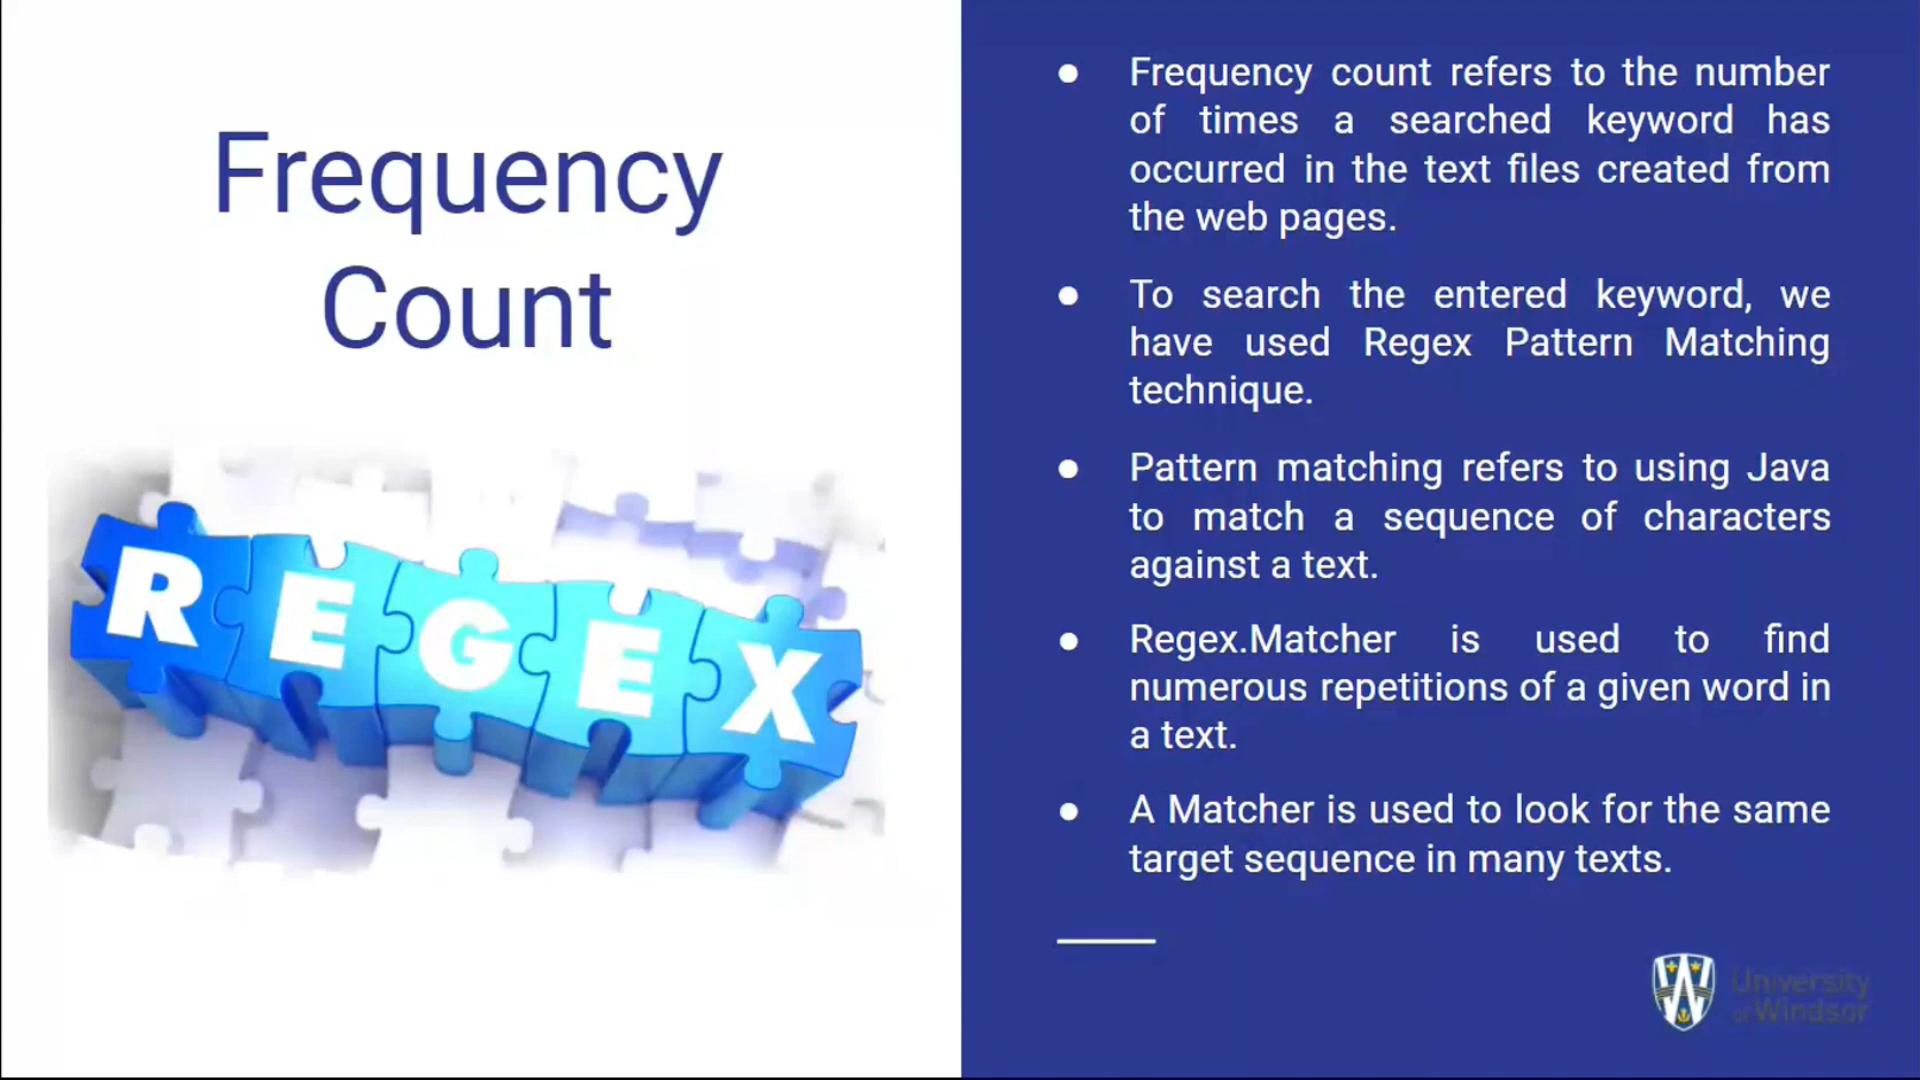 Frequency
Count
REGEX
● Frequency count refers to the number
of times a searched keyword has
occurred in the text files created from
the web pages.
● To search the entered keyword, we
have used Regex Pattern Matching
technique.
● Pattern matching refers to using Java
to match a sequence of characters
against a text.
● Regex.Matcher is used to find
numerous repetitions of a given word in
a text.
● A Matcher is used to look for the same
target sequence in many texts.
University
of Windsor